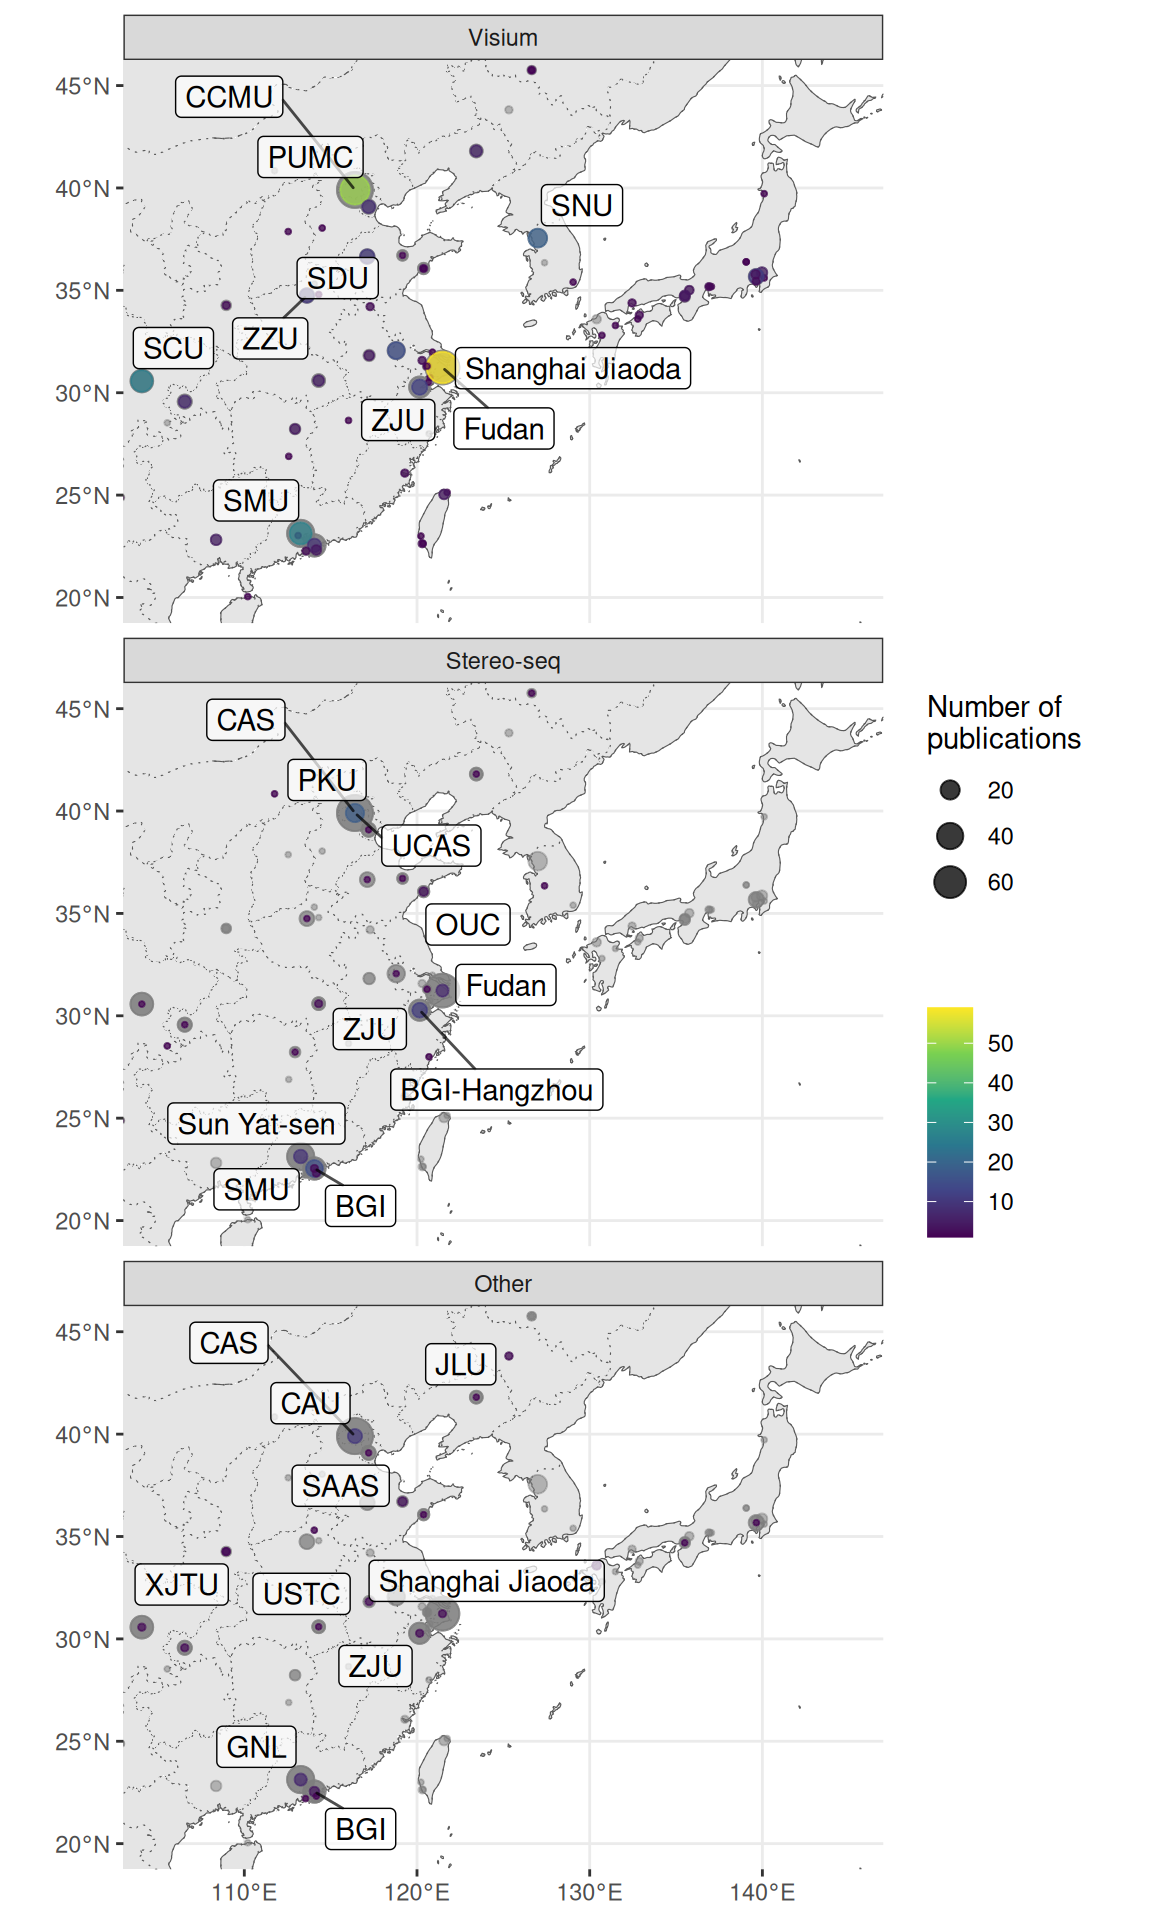 Visium
45°N
40°N
35°N
30°N
25°N
20°N
CCMU
PUMC
SNU
SDU
ZZU
SCU
Shanghai Jiaoda
ZJU
Fudan
SMU
Stereo-seq
45°N
40°N
35°N
30°N
25°N
20°N
CAS
PKU
UCAS
OUC
Fudan
ZJU
BGI-Hangzhou
Sun Yat-sen
SMU
BGI
Number of
publications
20
40
60
50
40
30
20
10
Other
45°N
40°N
35°N
30°N
25°N
20°N
CAS
JLU
CAU
SAAS
XJTU
USTC
Shanghai Jiaoda
ZJU
GNL
BGI
110°E
120°E
130°E
140°E